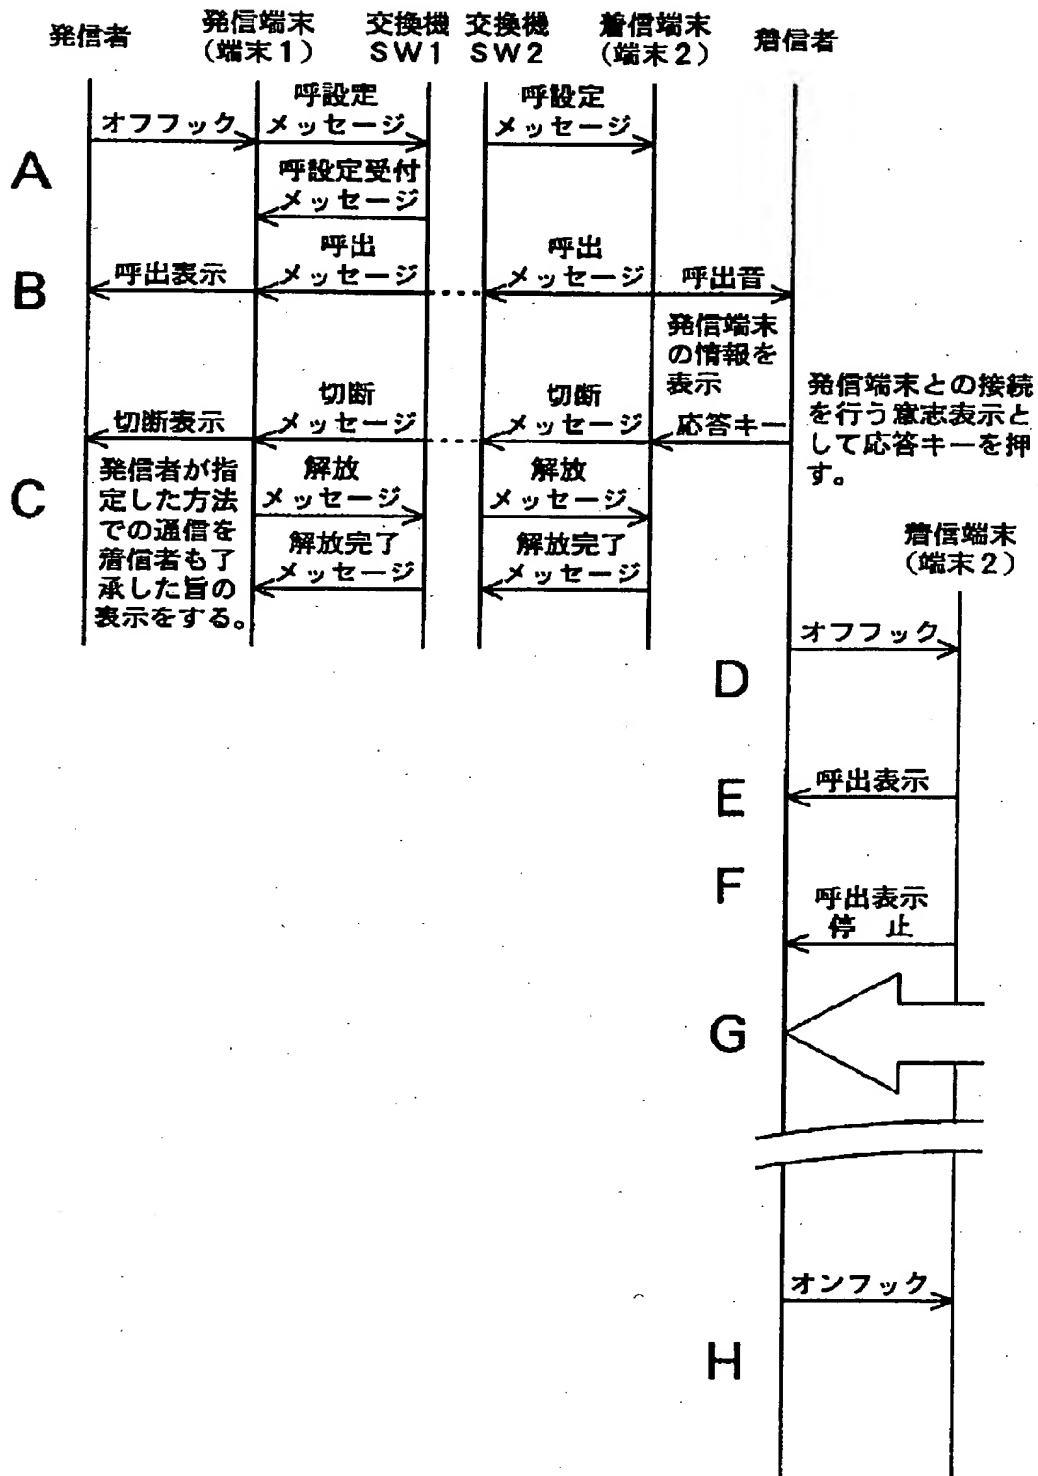 発信者
発信端末
(端末1)
交換機
SW1
交換機
SW2
着信端末
(端末2)
着信者
オフフック
呼設定
メッセージ
呼設定
メッセージ
A
呼設定受付
メッセージ
B
呼出表示
呼出
メッセージ
呼出
メッセージ
呼出音
発信端末
の情報を
表示
切断表示
切断
メッセージ
切断
メッセージ
応答キー
発信端末との接続
を行う意志表示と
して応答キーを押
す。
C
発信者が指
定した方法
での通信を
着信者も了
承した旨の
表示をする。
解放
メッセージ
解放
メッセージ
解放完了
メッセージ
解放完了
メッセージ
着信端末
(端末2)
オフフック
D
E
呼出表示
F
呼出表示
停 止
G
オンフック
H